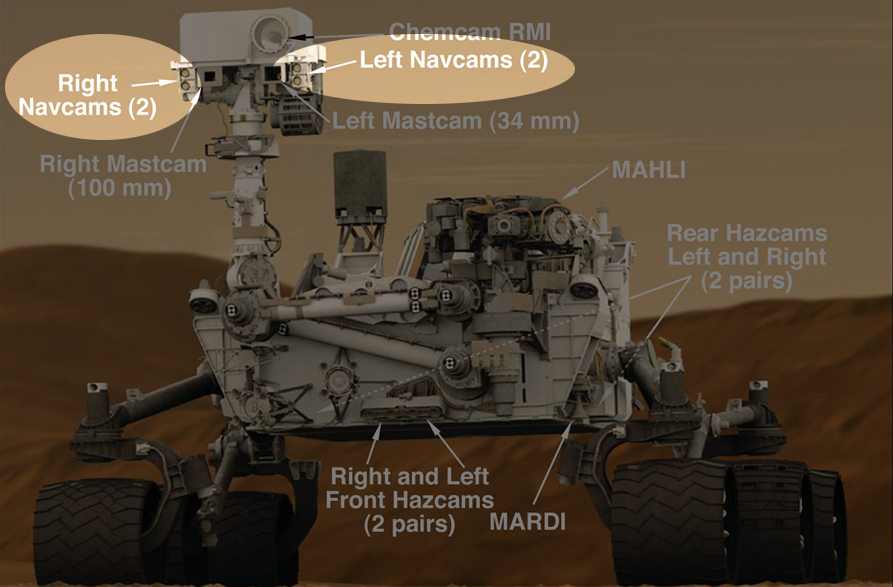 Chemcam RMI
Left Navcams (2)
Right
Navcams (2)
Left Mastcam (34 mm)
Right Mastcam
(100 mm)
MAHLI
Rear Hazcams
Left and Right
(2 pairs)
Right and Left
Front Hazcams
(2 pairs)
MARDI